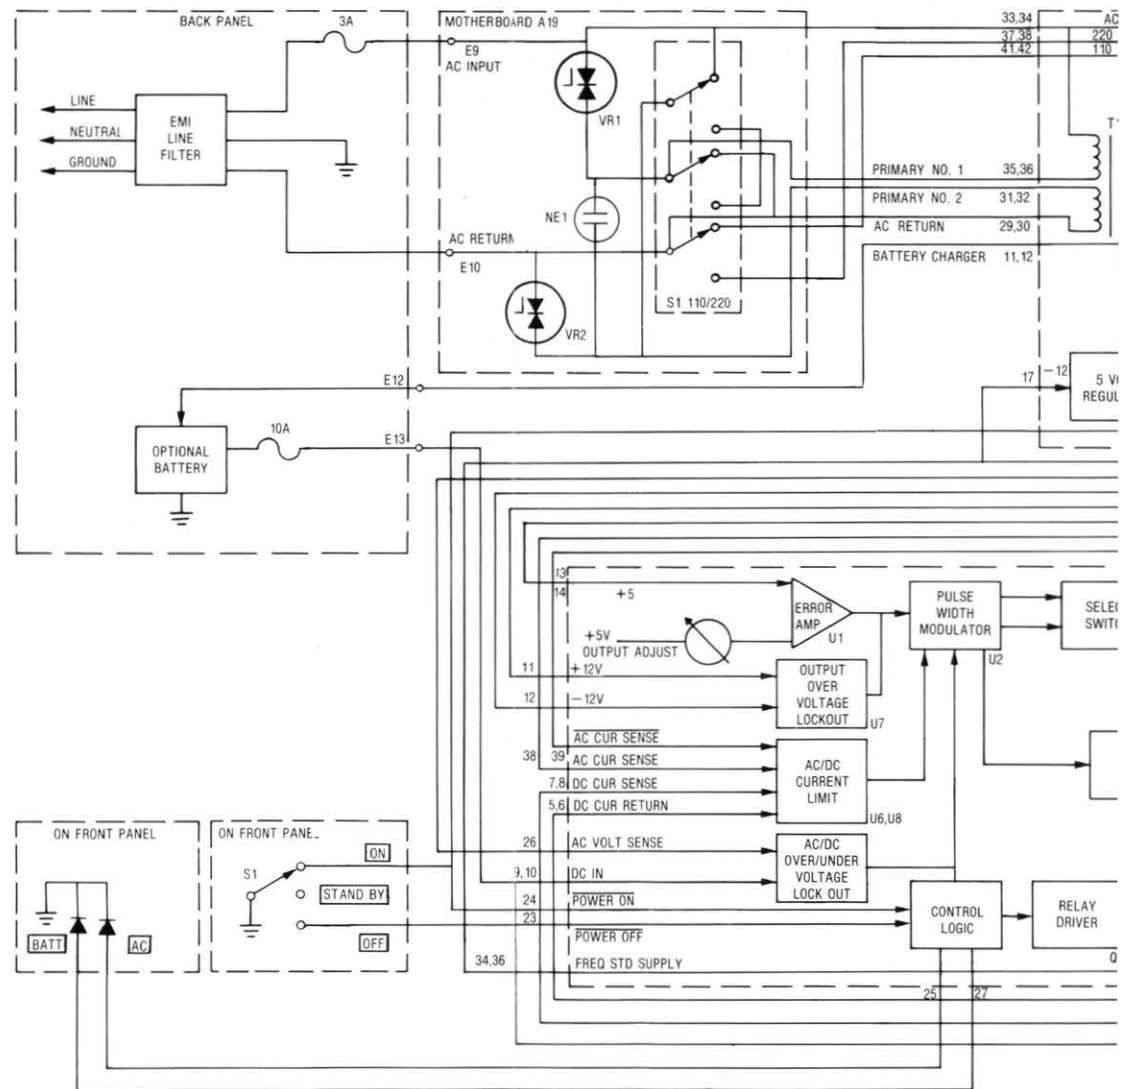 BACK PANEL
3A
LINE
NEUTRAL
GROUND
EMI
LINE
FILTER
MOTHERBOARD A19
E9
AC INPUT
VR1
NE1
AC RETURN
E10
VR2
S1 110/220
33,34
AC
37,38
220
41,42
110
PRIMARY NO. 1
35,36
PRIMARY NO. 2
31,32
AC RETURN
29,30
BATTERY CHARGER
11,12
E12
10A
E13
OPTIONAL
BATTERY
17
-12
13
14
+5
+5V
OUTPUT ADJUST
ERROR
AMP
U1
PULSE
WIDTH
MODULATOR
U2
11
+12V
12
-12V
OUTPUT
OVER
VOLTAGE
LOCKOUT
U7
AC CUR SENSE
38
39
AC CUR SENSE
7,8
DC CUR SENSE
5,6
DC CUR RETURN
AC/DC
CURRENT
LIMIT
U6,U8
26
AC VOLT SENSE
9,10
DC IN
AC/DC
OVER/UNDER
VOLTAGE
LOCK OUT
24
POWER ON
23
POWER OFF
CONTROL
LOGIC
RELAY
DRIVER
34,36
FREQ STD SUPPLY
25
27
ON FRONT PANEL
BATT
AC
S1
ON
STAND BY
OFF